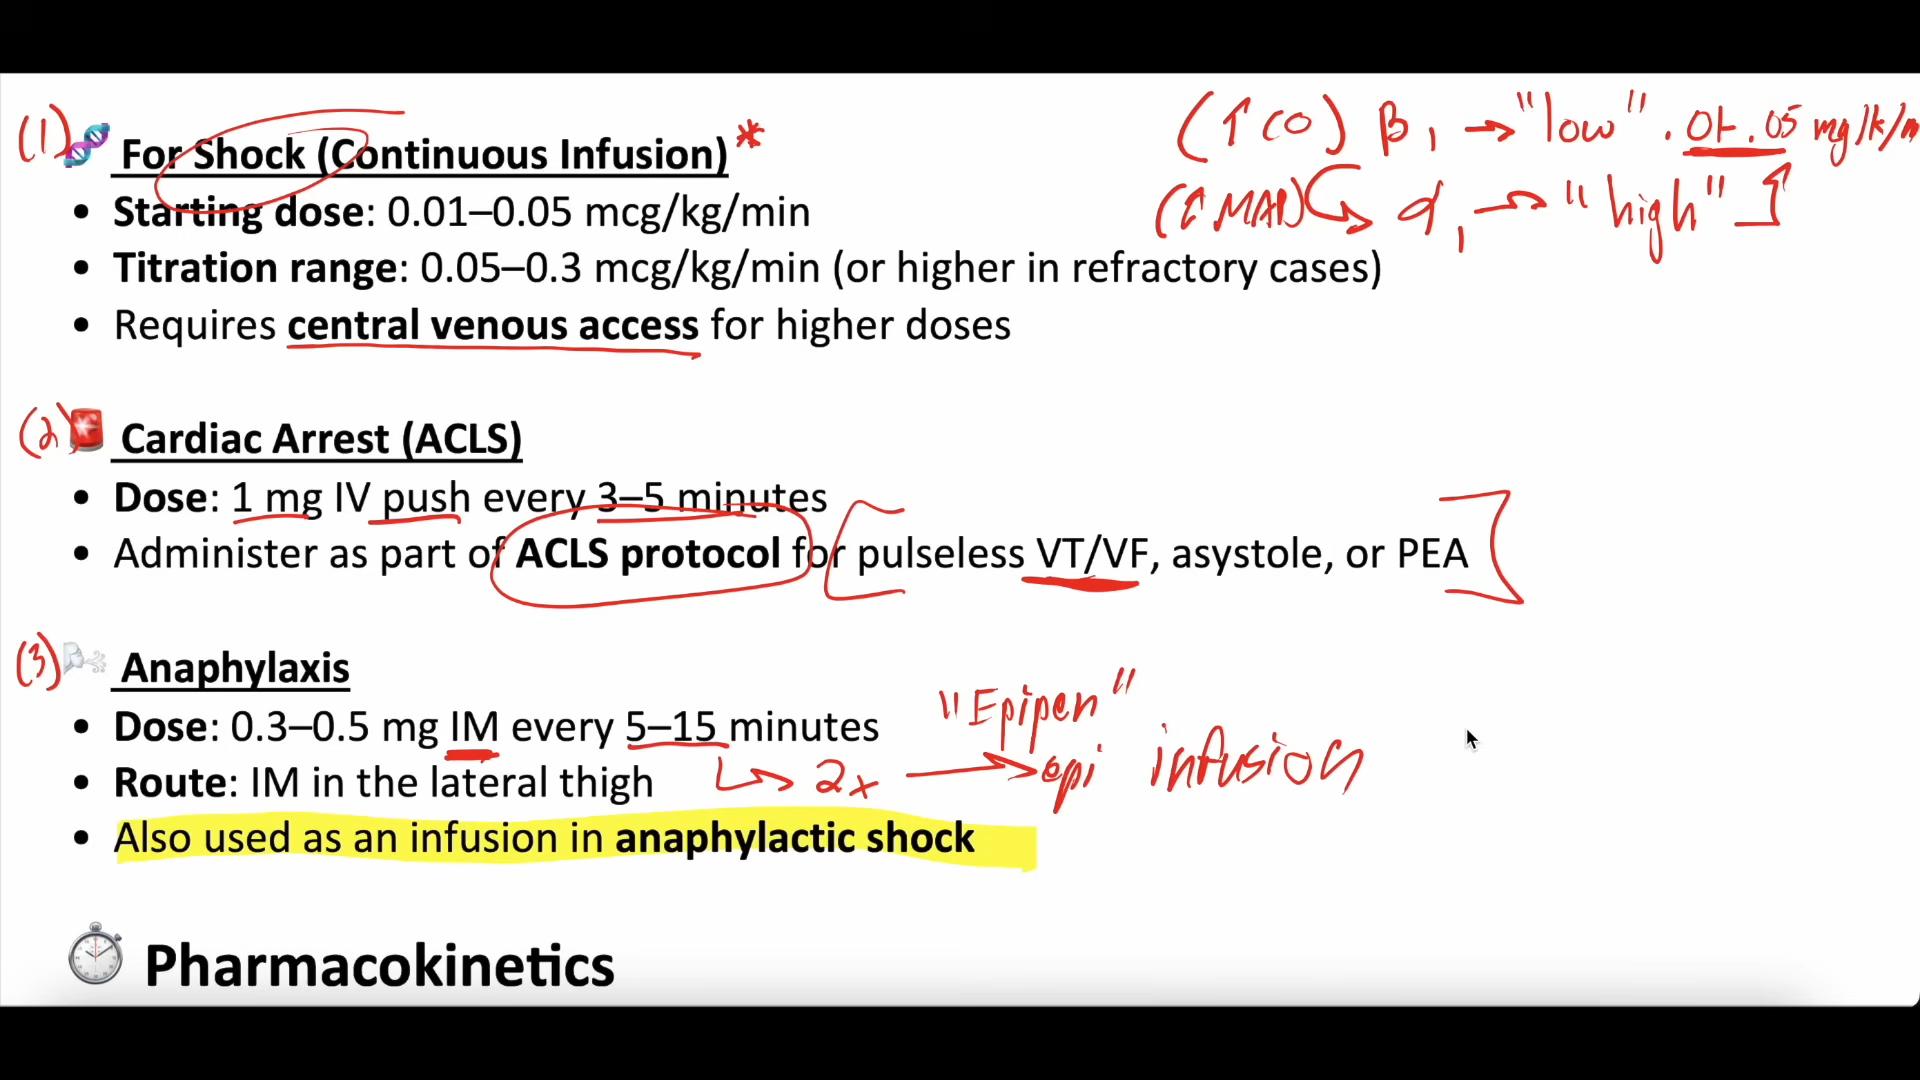 (1) For Shock (Continuous Infusion) *
(↑CO) β1 → "low" .01-.05 mg/k/m
• Starting dose: 0.01–0.05 mcg/kg/min
(↑MAP) α1 → "high"
• Titration range: 0.05–0.3 mcg/kg/min (or higher in refractory cases)
• Requires central venous access for higher doses
(2) Cardiac Arrest (ACLS)
• Dose: 1 mg IV push every 3–5 minutes
• Administer as part of ACLS protocol for pulseless VT/VF, asystole, or PEA
(3) Anaphylaxis
• Dose: 0.3–0.5 mg IM every 5–15 minutes
"Epipen"
• Route: IM in the lateral thigh
↳ 2x → epi infusion
• Also used as an infusion in anaphylactic shock
Pharmacokinetics